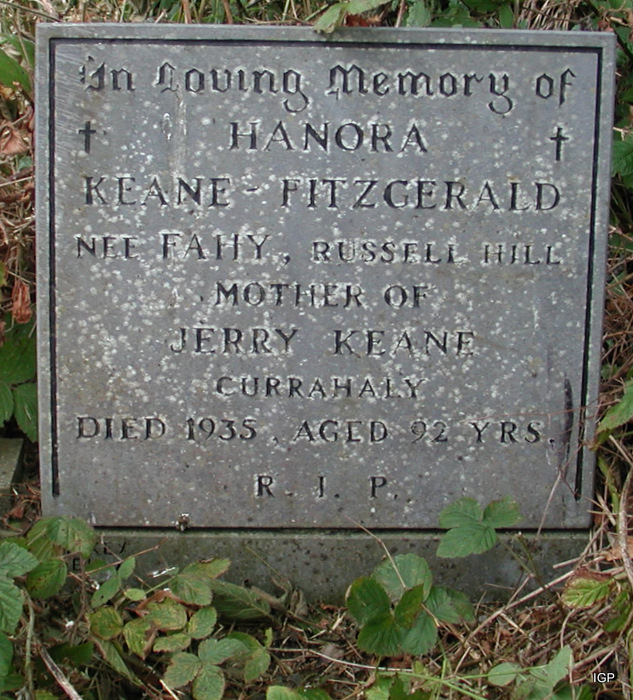 In Loving Memory of
† HANORA †
KEANE - FITZGERALD
NEE FAHY, RUSSELL HILL
MOTHER OF
JERRY KEANE
CURRAHALY
DIED 1935. AGED 92 YRS.
R. I. P.
IGP